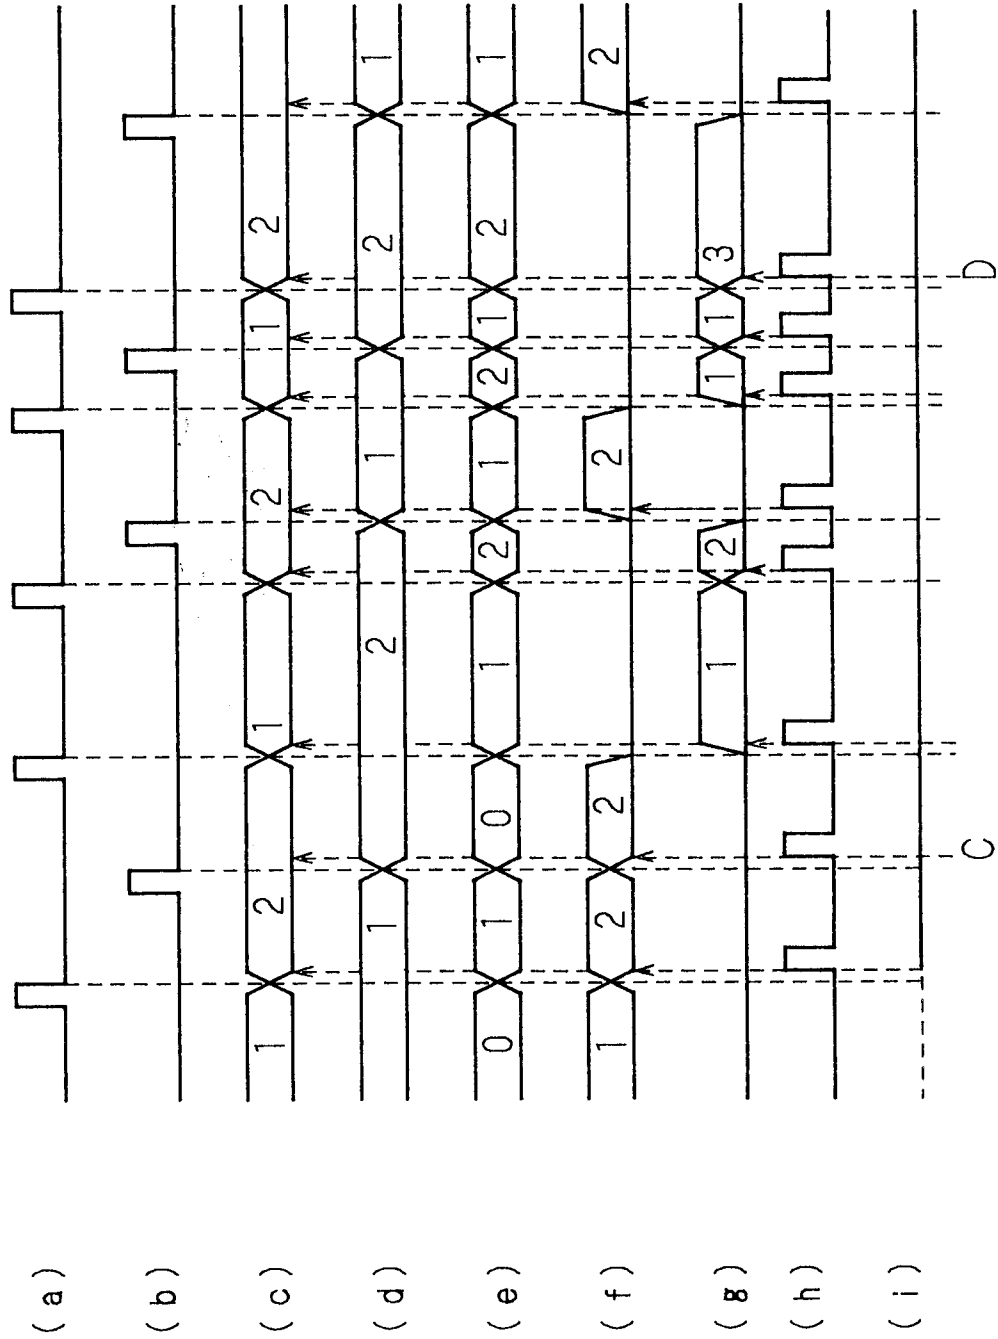 (a)
(b)
(c) 1 2 1 2 1 2
(d) 1 2 1 2 1
(e) 0 1 0 1 2 1 2 1 2 1
(f) 1 2 2 2 2
(g) 1 2 1 1 3
(h)
(i)
C D